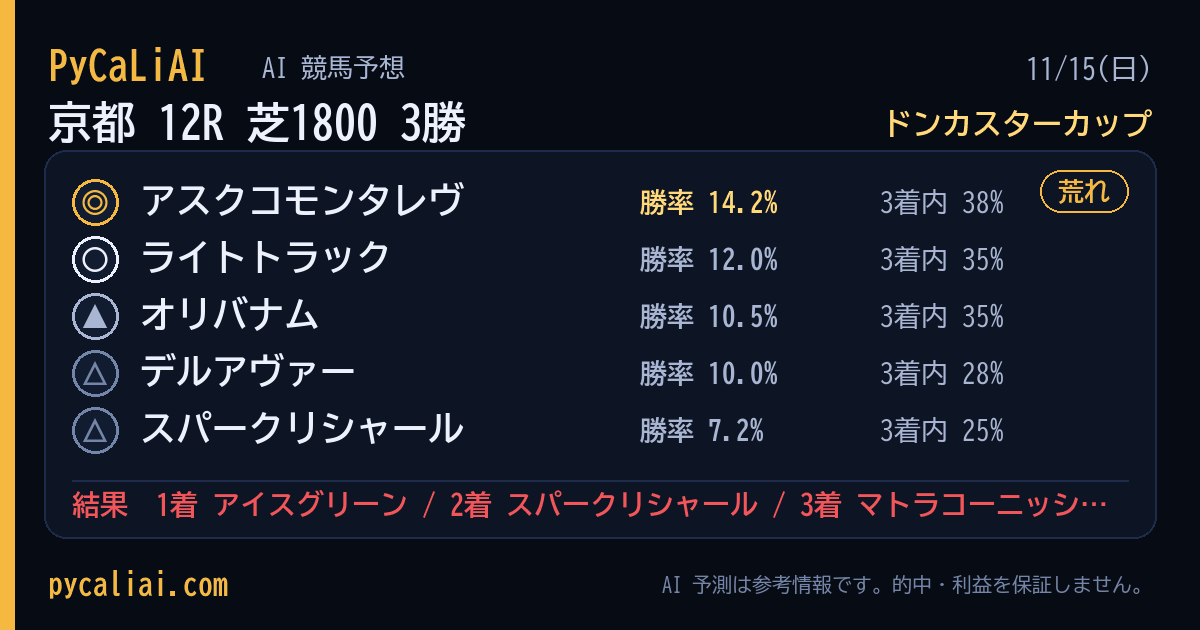 PyCaLiAI AI 競馬予想 11/15(日)
京都 12R 芝1800 3勝 ドンカスターカップ
◎ アスクコモンタレヴ 勝率 14.2% 3着内 38% 荒れ
○ ライトトラック 勝率 12.0% 3着内 35%
▲ オリバナム 勝率 10.5% 3着内 35%
△ デルアヴァー 勝率 10.0% 3着内 28%
△ スパークリシャール 勝率 7.2% 3着内 25%
結果 1着 アイスグリーン / 2着 スパークリシャール / 3着 マトラコーニッシ…
pycaliai.com AI 予測は参考情報です。的中・利益を保証しません。